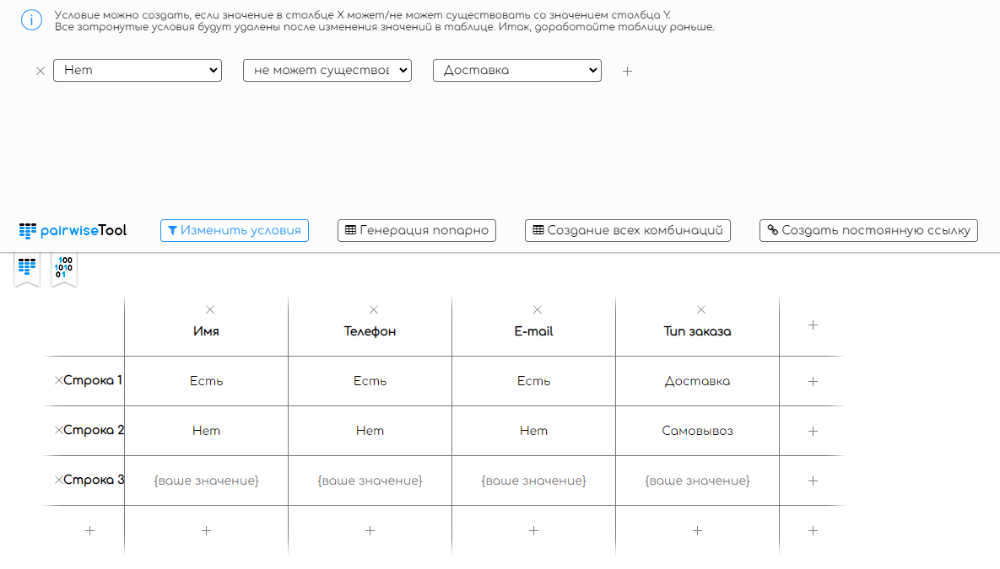 Условие можно создать, если значение в столбце X может/не может существовать со значением столбца Y.
Все затронутые условия будут удалены после изменения значений в таблице. Итак, доработайте таблицу раньше.
Нет не может существов Доставка
pairwiseTool Изменить условия Генерация попарно Создание всех комбинаций Создать постоянную ссылку
100
1010
01
Имя Телефон E-mail Тип заказа
Строка 1 Есть Есть Есть Доставка
Строка 2 Нет Нет Нет Самовывоз
Строка 3 {ваше значение} {ваше значение} {ваше значение} {ваше значение}